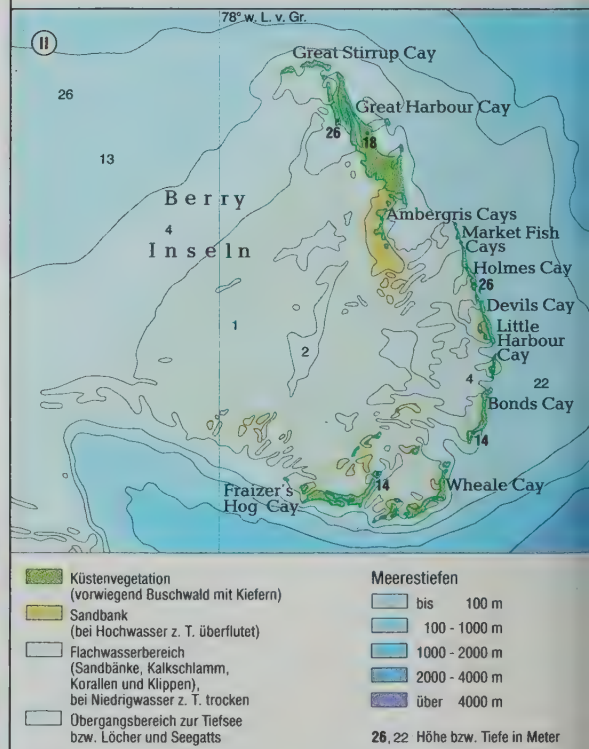 78° w. L. v. Gr.
II
Great Stirrup Cay
26
Great Harbour Cay
26
18
13
Berry
Ambergris Cays
4
Market Fish
Cays
Inseln
Holmes Cay
26
Devils Cay
1
Little
Harbour
Cay
2
4
22
Bonds Cay
14
14
Wheale Cay
Fraizer's
Hog Cay
Küstenvegetation
(vorwiegend Buschwald mit Kiefern)
Sandbank
(bei Hochwasser z. T. überflutet)
Flachwasserbereich
(Sandbänke, Kalkschlamm,
Korallen und Klippen),
bei Niedrigwasser z. T. trocken
Übergangsbereich zur Tiefsee
bzw. Löcher und Seegatts
Meerestiefen
bis 100 m
100 - 1000 m
1000 - 2000 m
2000 - 4000 m
über 4000 m
26, 22 Höhe bzw. Tiefe in Meter